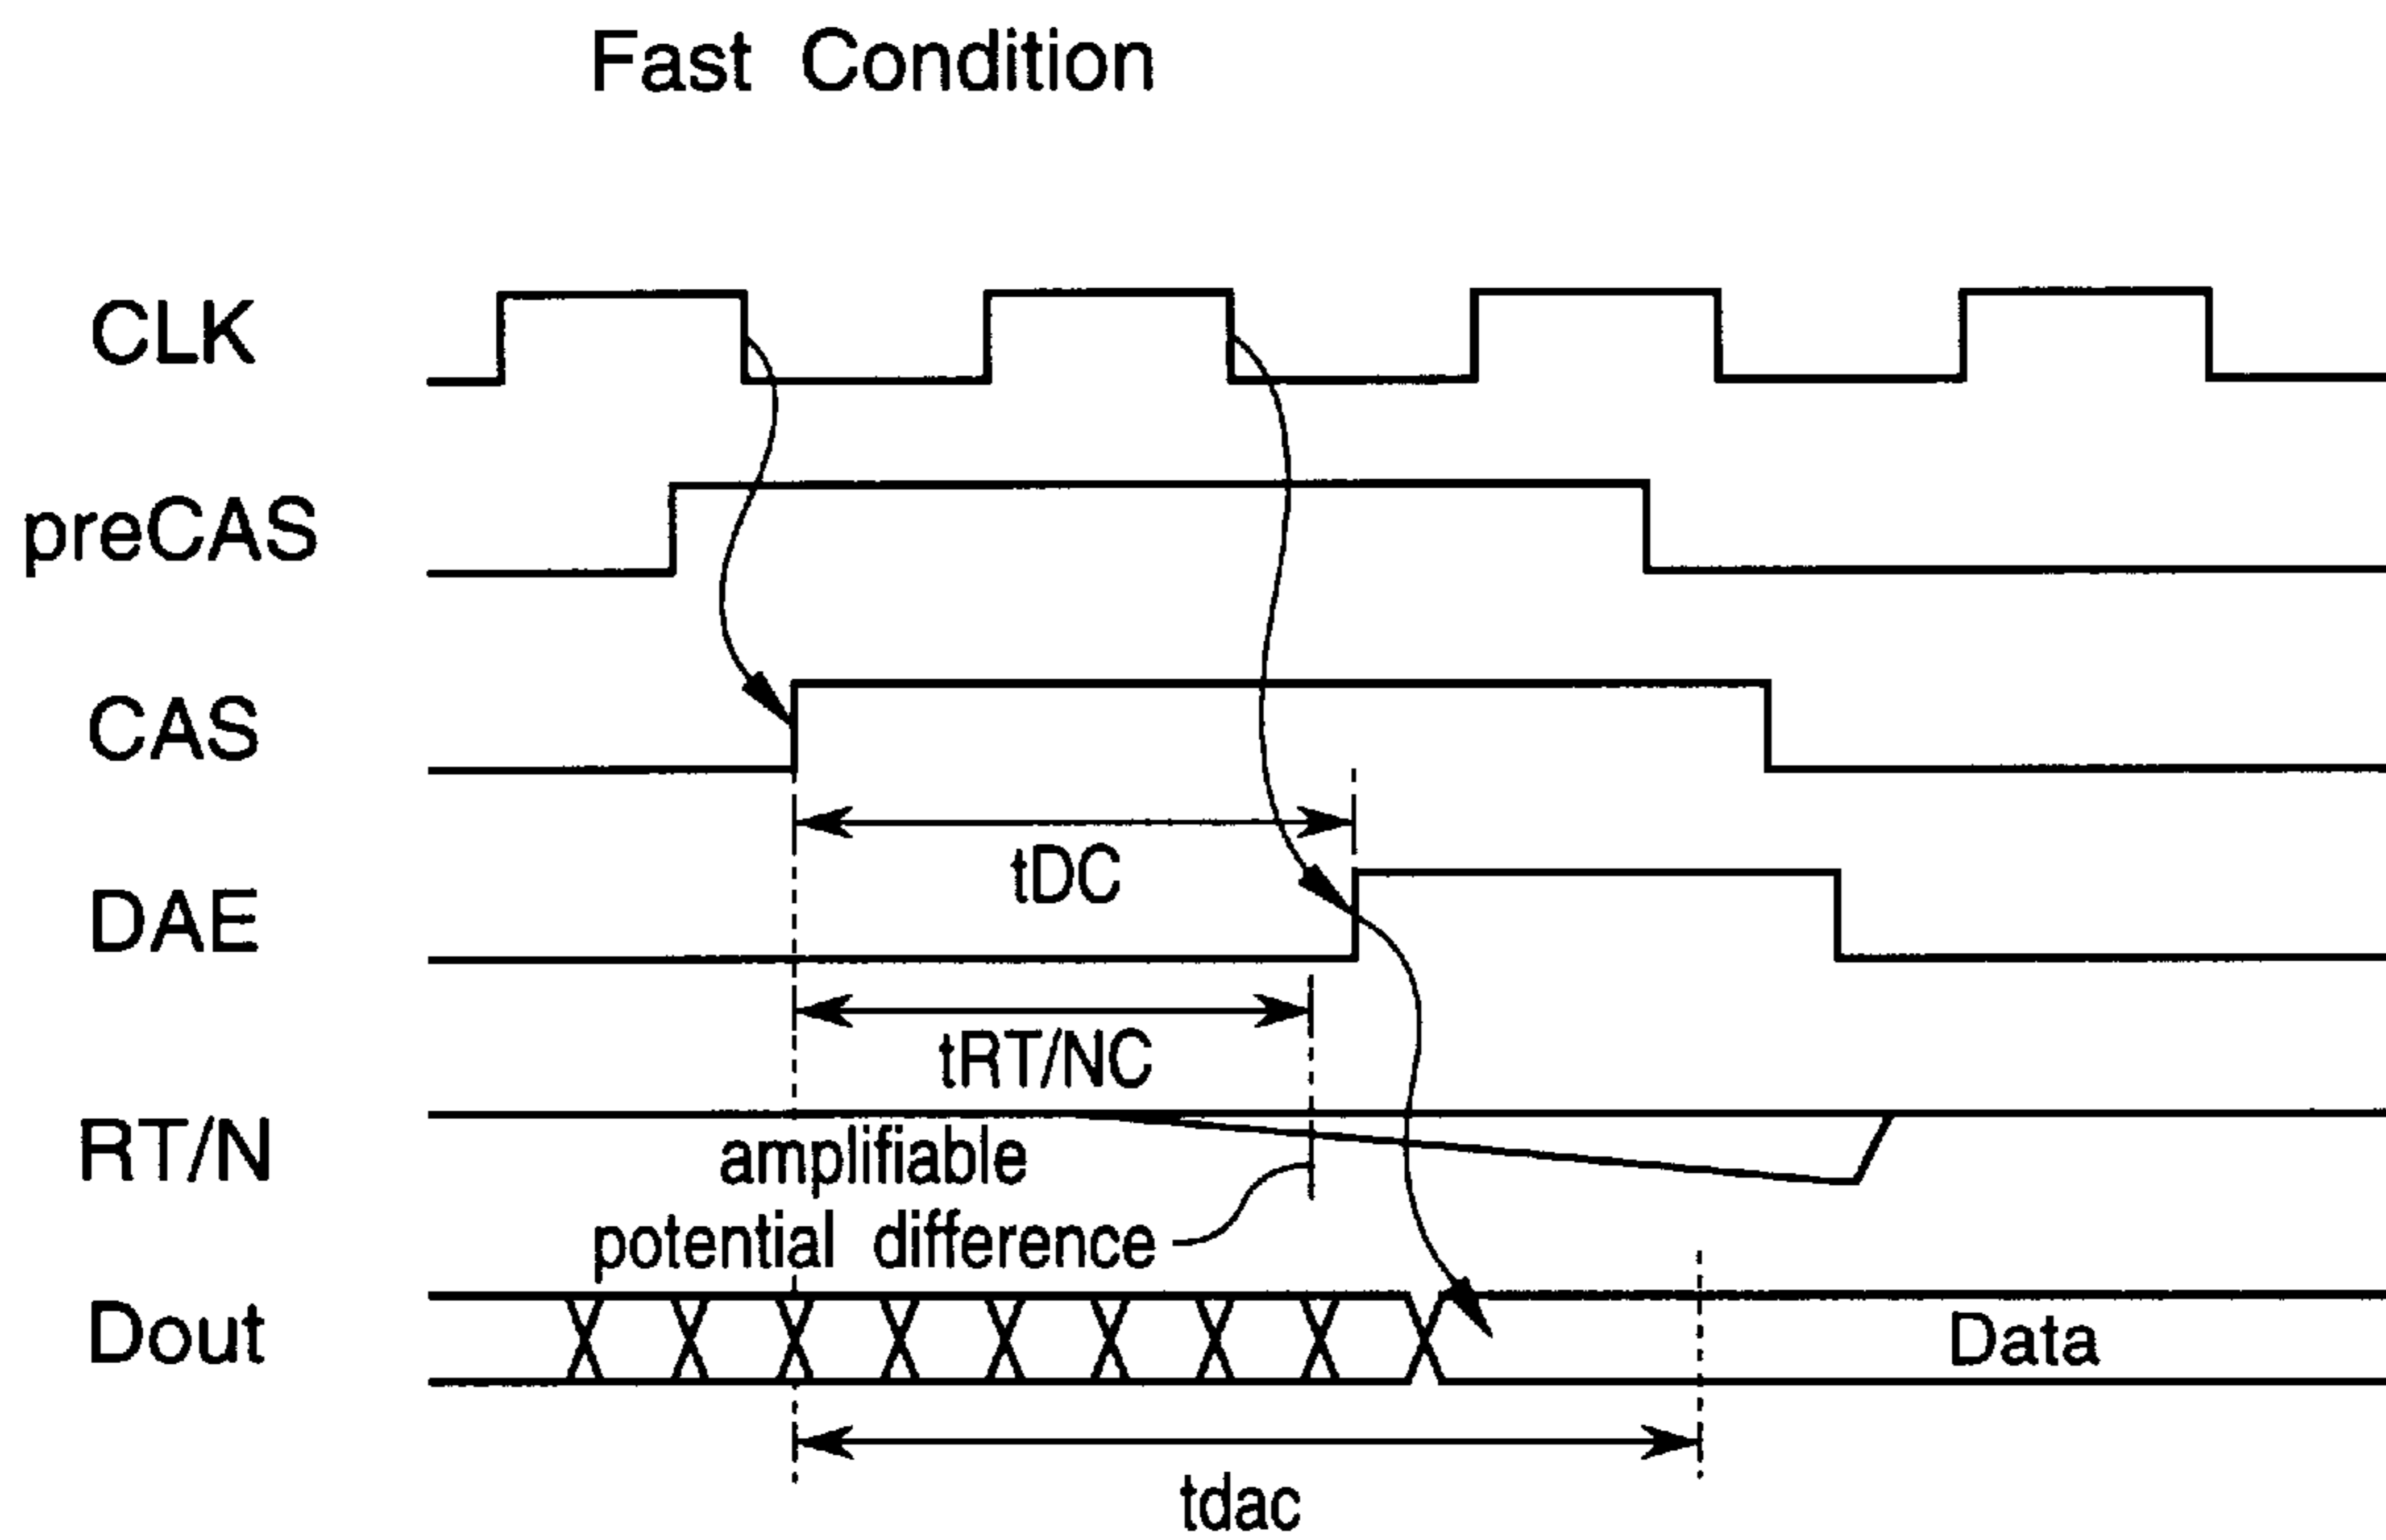 Fast Condition
CLK
preCAS
CAS
tDC
DAE
tRT/NC
RT/N
amplifiable
potential difference
Dout
Data
tdac